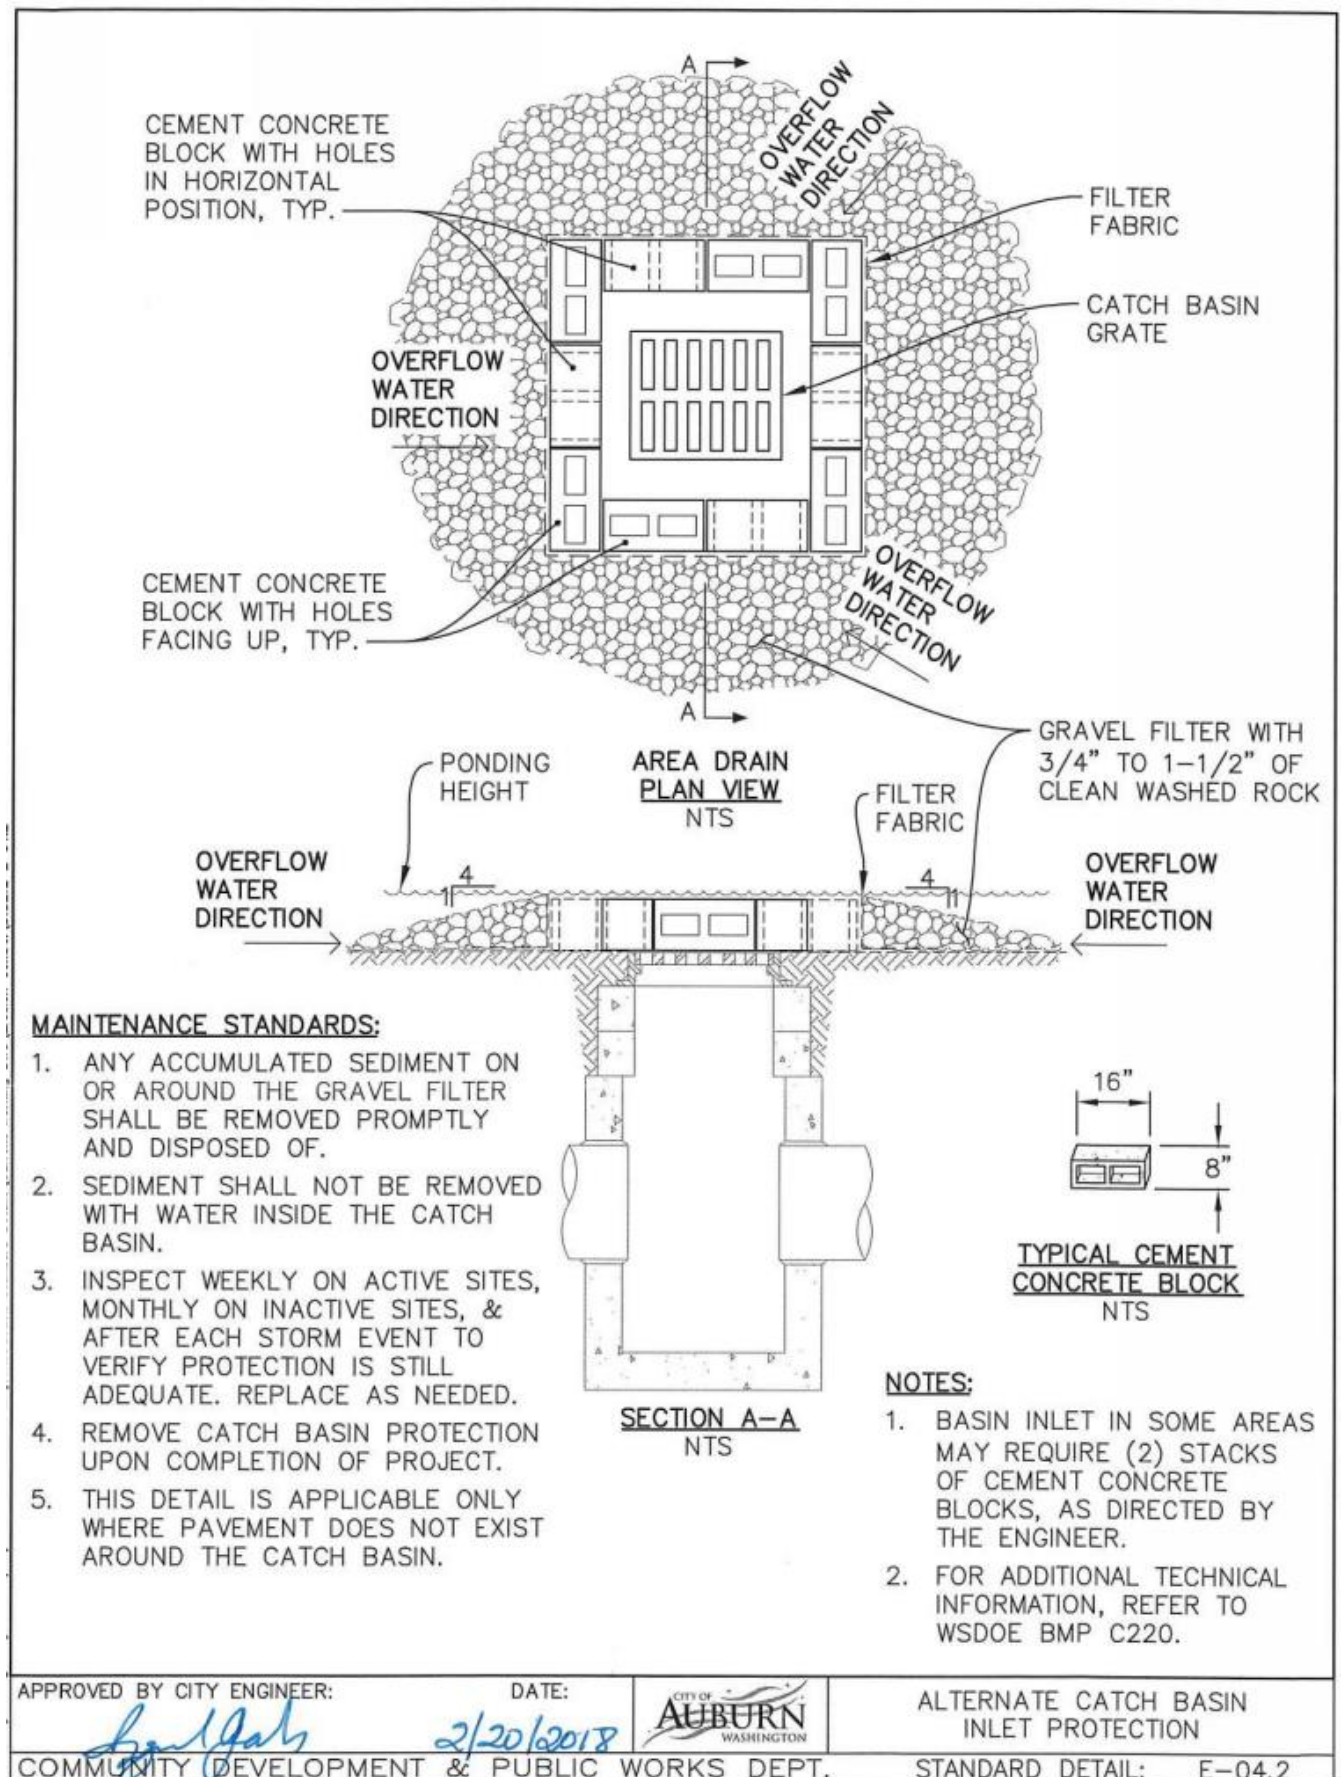 A
OVERFLOW
WATER
DIRECTION
CEMENT CONCRETE
BLOCK WITH HOLES
IN HORIZONTAL
POSITION, TYP.
FILTER
FABRIC
CATCH BASIN
GRATE
OVERFLOW
WATER
DIRECTION
CEMENT CONCRETE
BLOCK WITH HOLES
FACING UP, TYP.
OVERFLOW
WATER
DIRECTION
A
AREA DRAIN
PLAN VIEW
NTS
GRAVEL FILTER WITH
3/4" TO 1-1/2" OF
CLEAN WASHED ROCK
PONDING
HEIGHT
FILTER
FABRIC
OVERFLOW
WATER
DIRECTION
4
1
4
1
OVERFLOW
WATER
DIRECTION
MAINTENANCE STANDARDS:
1. ANY ACCUMULATED SEDIMENT ON
OR AROUND THE GRAVEL FILTER
SHALL BE REMOVED PROMPTLY
AND DISPOSED OF.
2. SEDIMENT SHALL NOT BE REMOVED
WITH WATER INSIDE THE CATCH
BASIN.
3. INSPECT WEEKLY ON ACTIVE SITES,
MONTHLY ON INACTIVE SITES, &
AFTER EACH STORM EVENT TO
VERIFY PROTECTION IS STILL
ADEQUATE. REPLACE AS NEEDED.
4. REMOVE CATCH BASIN PROTECTION
UPON COMPLETION OF PROJECT.
5. THIS DETAIL IS APPLICABLE ONLY
WHERE PAVEMENT DOES NOT EXIST
AROUND THE CATCH BASIN.
SECTION A-A
NTS
16"
8"
TYPICAL CEMENT
CONCRETE BLOCK
NTS
NOTES:
1. BASIN INLET IN SOME AREAS
MAY REQUIRE (2) STACKS
OF CEMENT CONCRETE
BLOCKS, AS DIRECTED BY
THE ENGINEER.
2. FOR ADDITIONAL TECHNICAL
INFORMATION, REFER TO
WSDOE BMP C220.
APPROVED BY CITY ENGINEER:
DATE:
2/20/2018
CITY OF
AUBURN
WASHINGTON
ALTERNATE CATCH BASIN
INLET PROTECTION
COMMUNITY DEVELOPMENT & PUBLIC WORKS DEPT.
STANDARD DETAIL: E-04.2